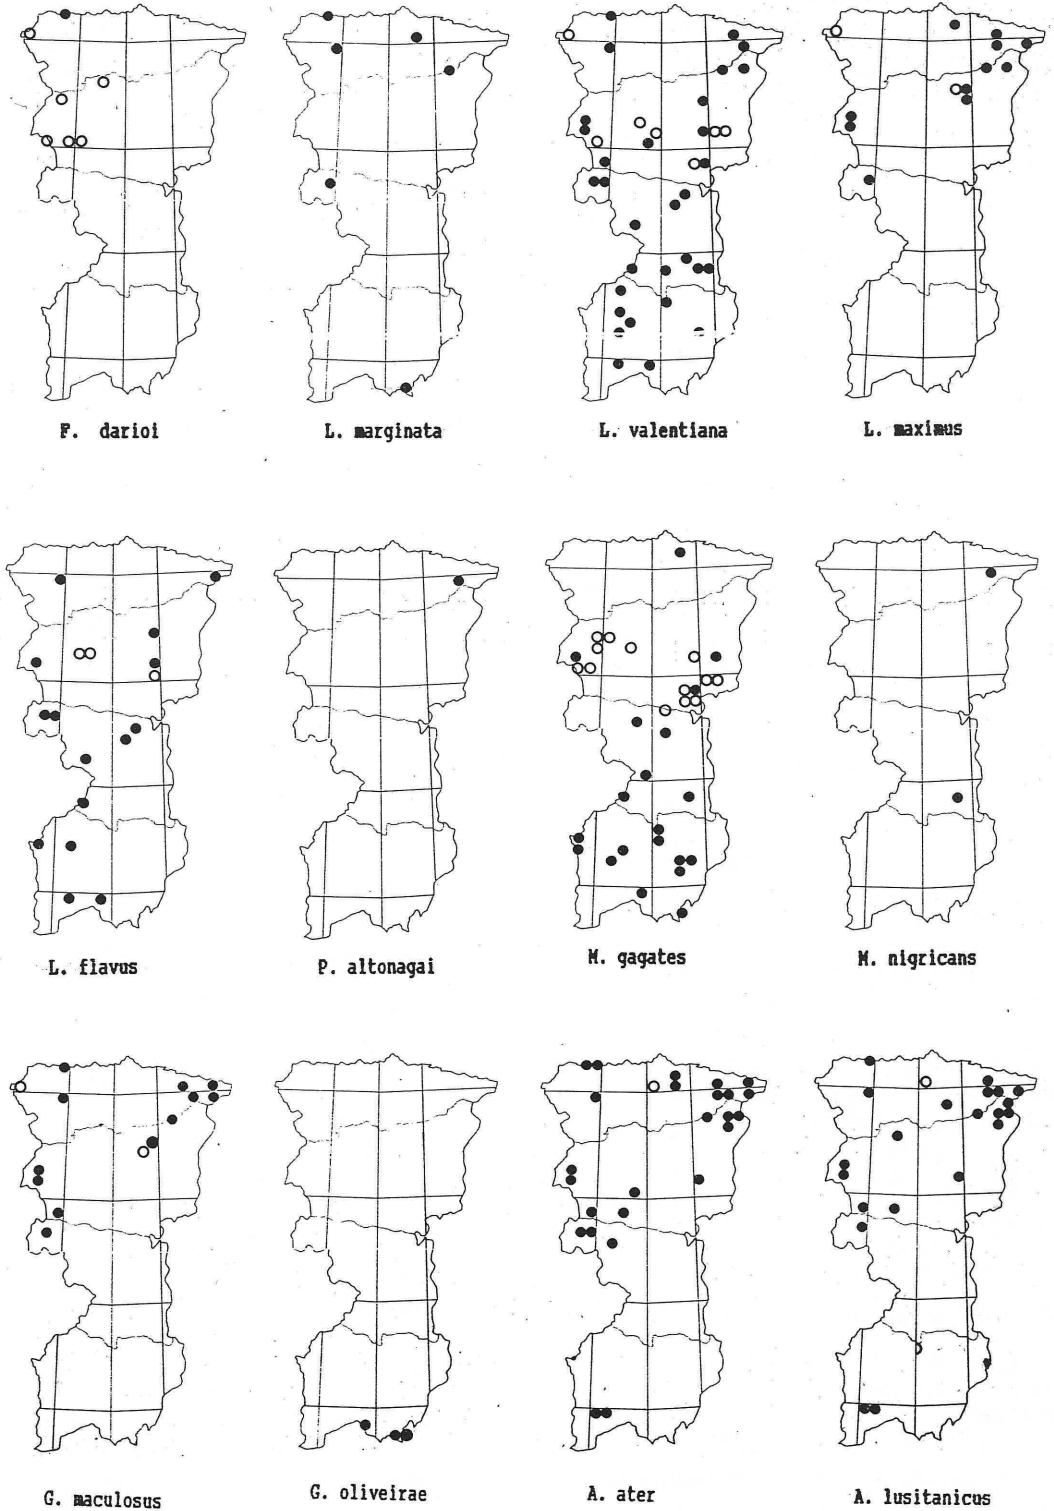 F. darioi L. marginata L. valentiana L. maximus
L. flavus P. altonagai M. gagates M. nigricans
G. maculosus G. oliveirae A. ater A. lusitanicus